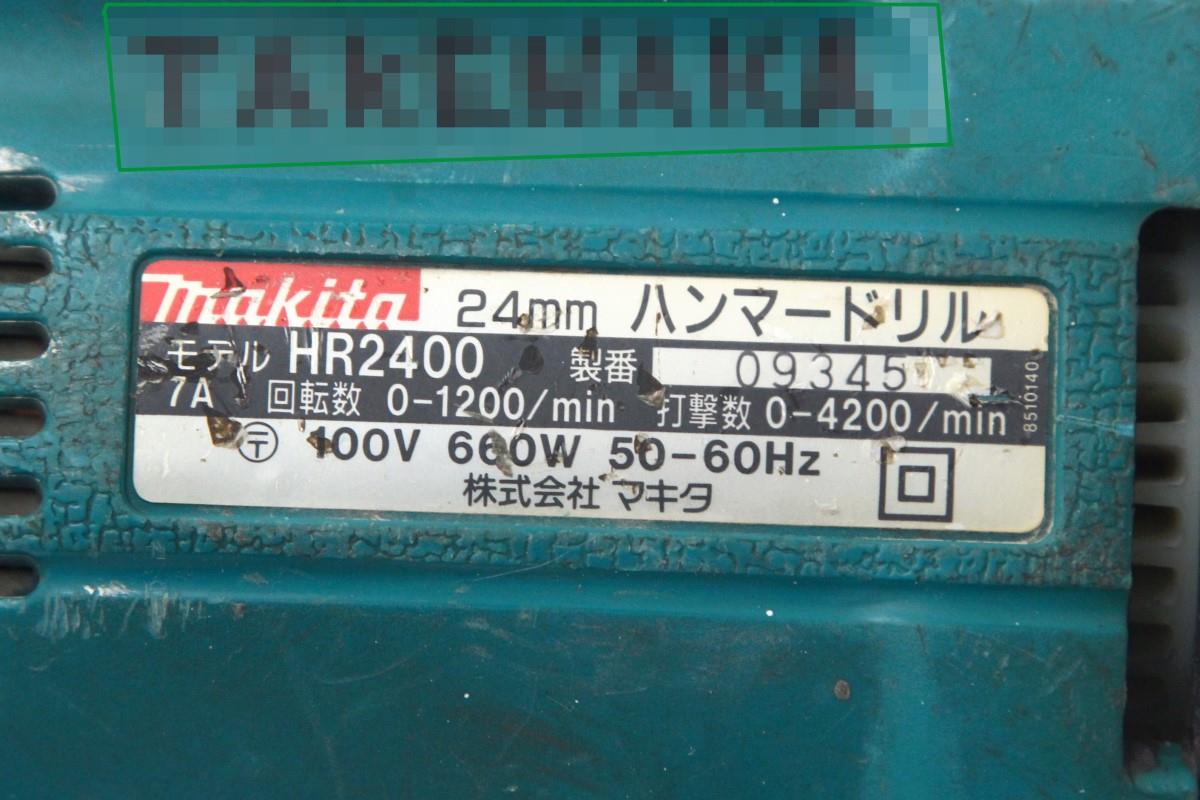 makita 24mm ハンマードリル
モデル HR2400 製番 09345
7A 回転数 0-1200/min 打撃数 0-4200/min
〶 100V 660W 50-60Hz
株式会社 マキタ